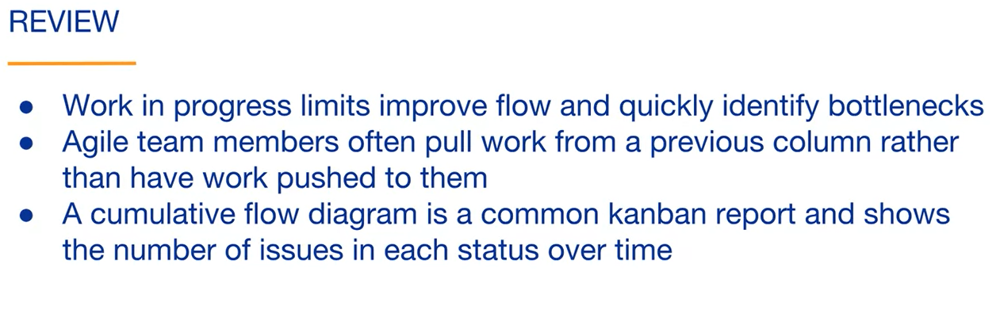 REVIEW
● Work in progress limits improve flow and quickly identify bottlenecks
● Agile team members often pull work from a previous column rather
than have work pushed to them
● A cumulative flow diagram is a common kanban report and shows
the number of issues in each status over time